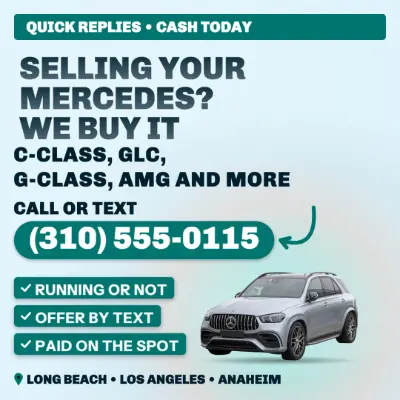 QUICK REPLIES • CASH TODAY
SELLING YOUR
MERCEDES?
WE BUY IT
C-CLASS, GLC,
G-CLASS, AMG AND MORE
CALL OR TEXT
(310) 555-0115
RUNNING OR NOT
OFFER BY TEXT
PAID ON THE SPOT
LONG BEACH • LOS ANGELES • ANAHEIM